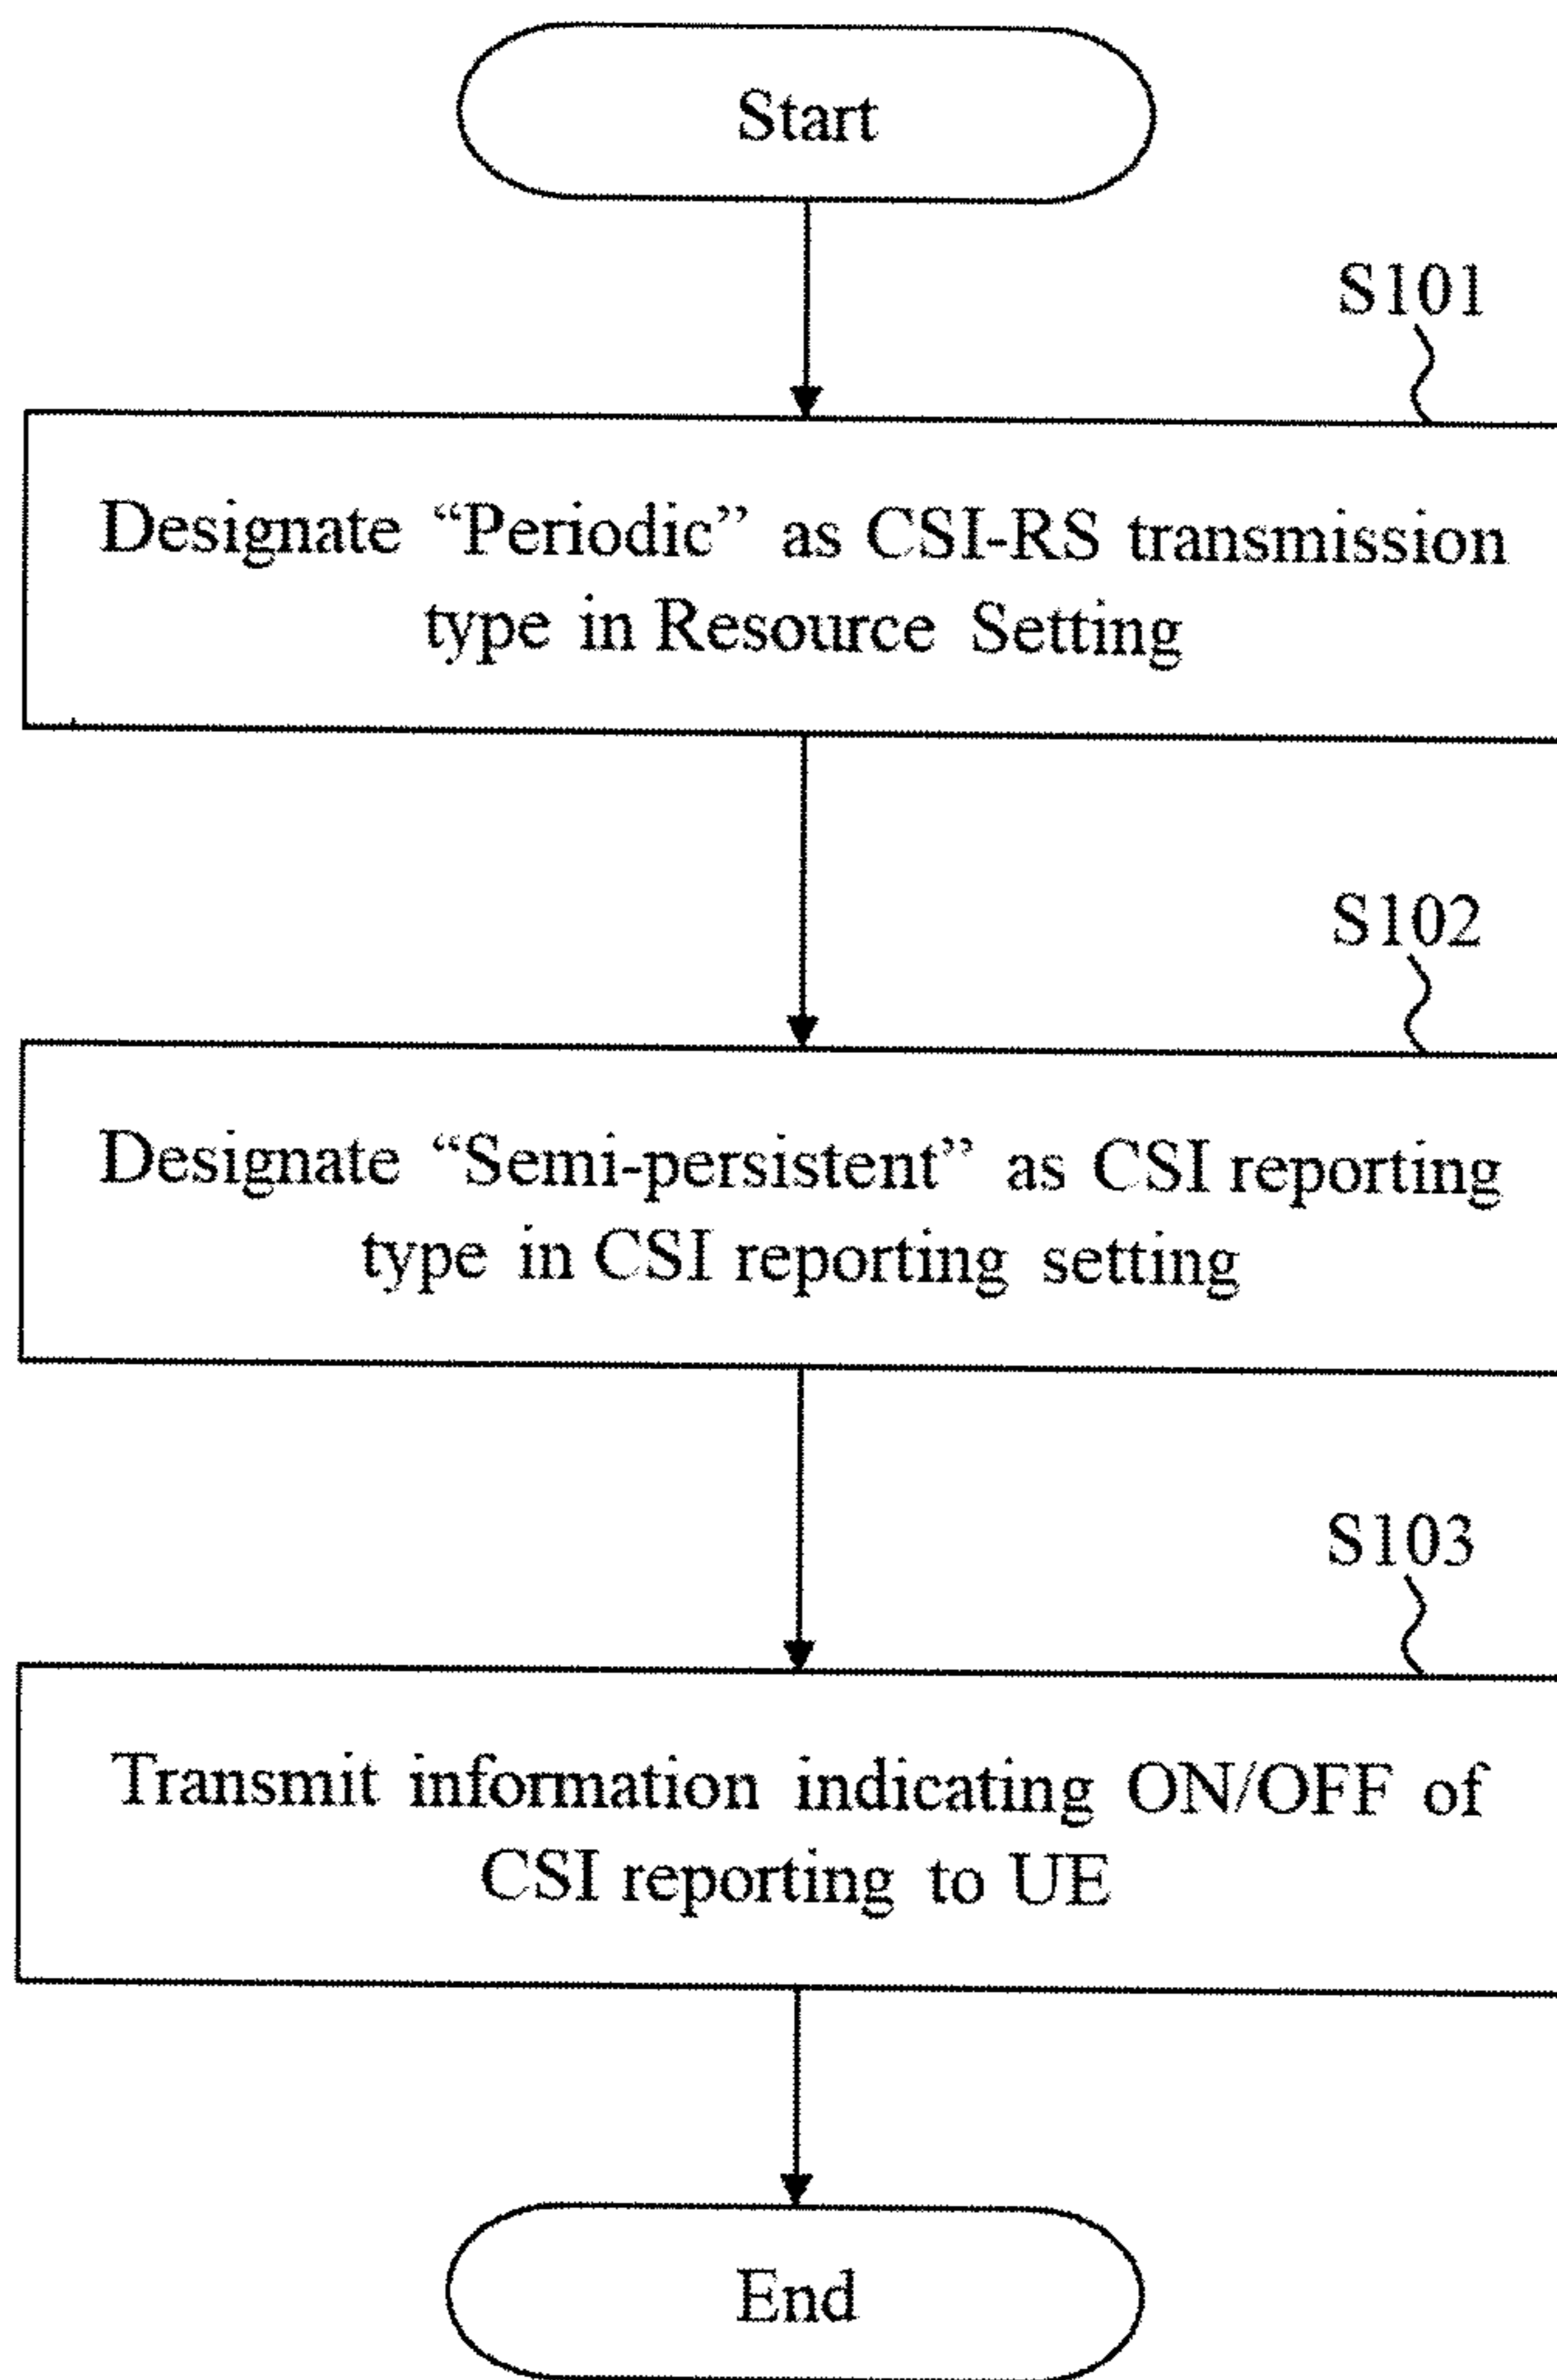 Start
S101
Designate “Periodic” as CSI-RS transmission
type in Resource Setting
S102
Designate “Semi-persistent” as CSI reporting
type in CSI reporting setting
S103
Transmit information indicating ON/OFF of
CSI reporting to UE
End